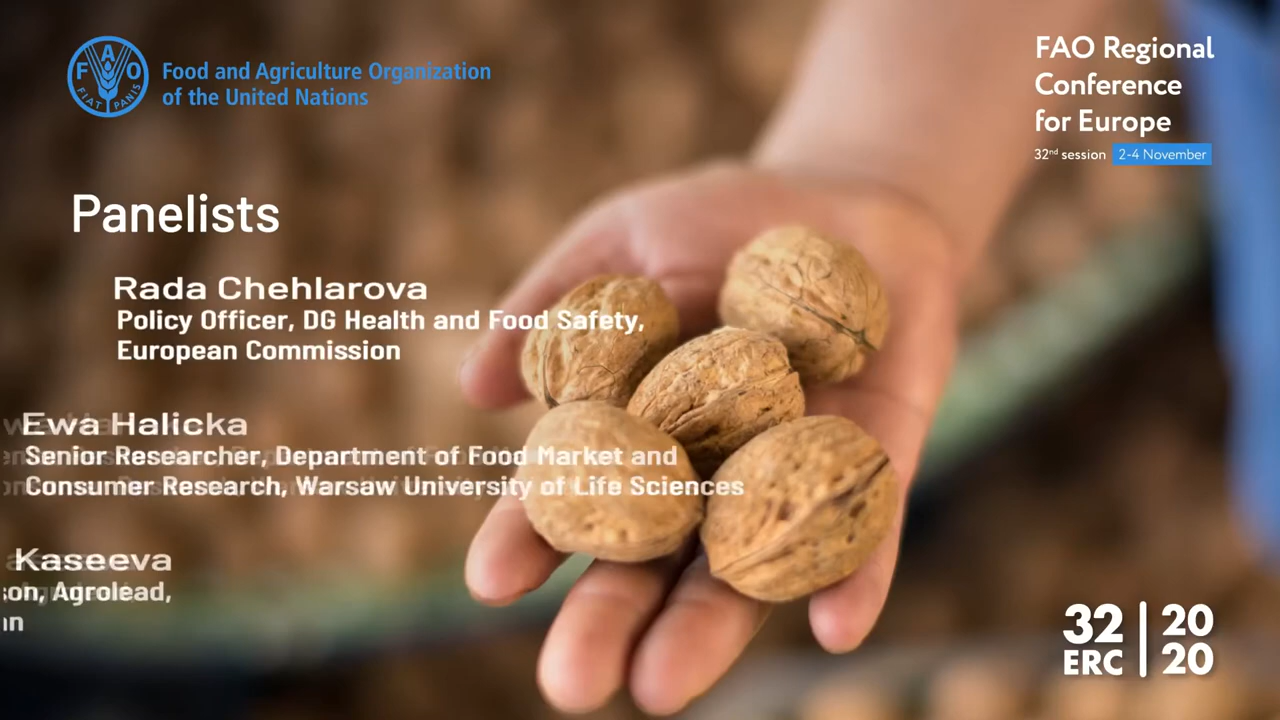 FAO
FIAT PANIS
Food and Agriculture Organization
of the United Nations
FAO Regional
Conference
for Europe
32nd session 2-4 November
Panelists
Rada Chehlarova
Policy Officer, DG Health and Food Safety,
European Commission
Ewa Halicka
Senior Researcher, Department of Food Market and
Consumer Research, Warsaw University of Life Sciences
Kaseeva
Agrolead,
32 ERC | 20 20